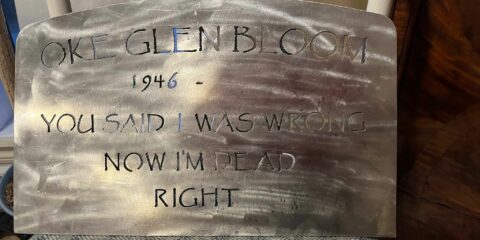 OKE GLEN BLOOM
1946 -
YOU SAID I WAS WRONG
NOW I'M DEAD
RIGHT